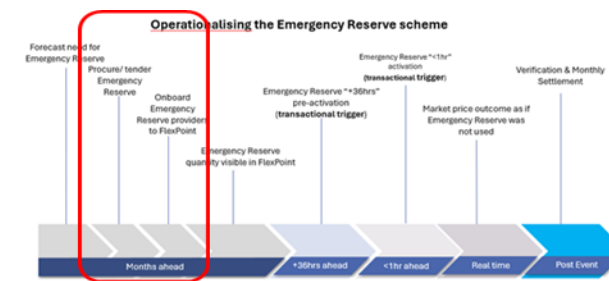 Operationalising the Emergency Reserve scheme
Forecast need for
Emergency Reserve
Procure/ tender
Emergency
Reserve
Onboard
Emergency
Reserve providers
to FlexPoint
Emergency Reserve
quantity visible in FlexPoint
Emergency Reserve "+36hrs"
pre-activation
(transactional trigger)
Emergency Reserve "<1hr"
activation
(transactional trigger)
Market price outcome as if
Emergency Reserve was
not used
Verification & Monthly
Settlement
Months ahead
+36hrs ahead
<1hr ahead
Real time
Post Event